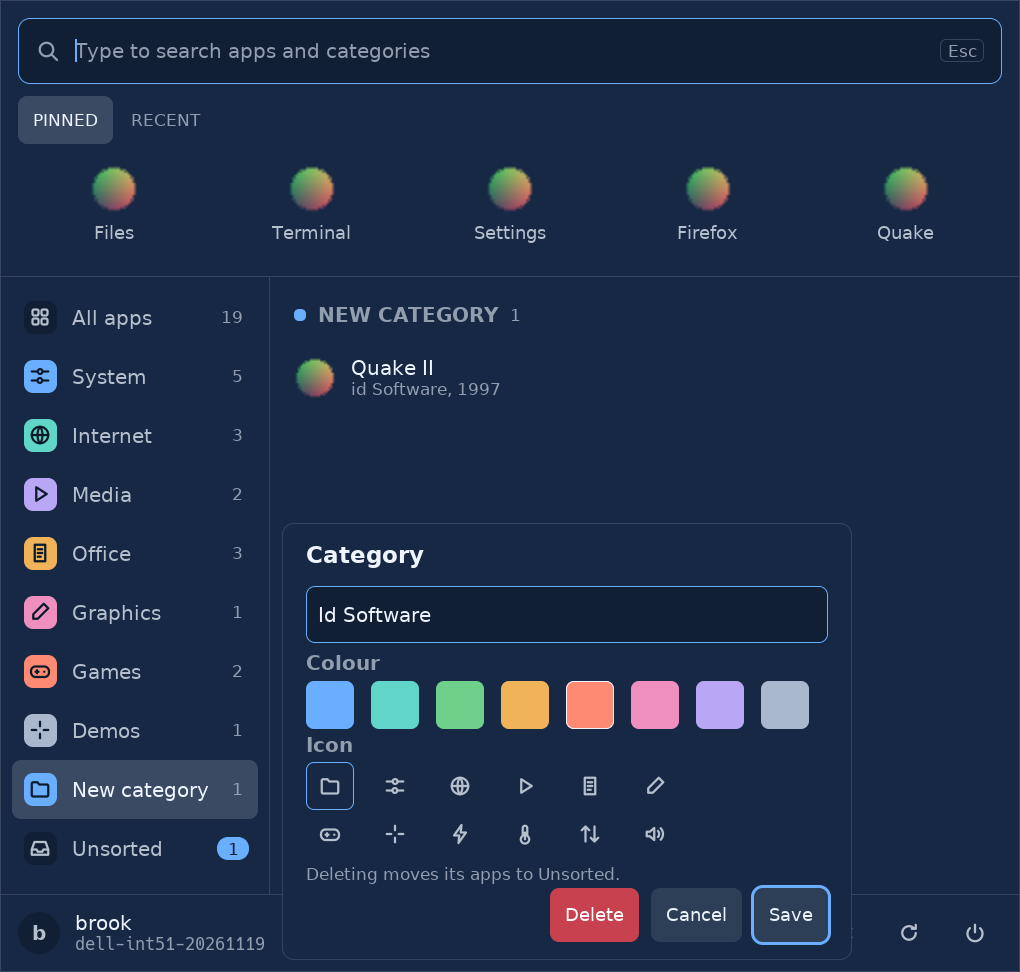 Type to search apps and categories
Esc
PINNED
RECENT
Files
Terminal
Settings
Firefox
Quake
All apps
19
System
5
Internet
3
Media
2
Office
3
Graphics
1
Games
2
Demos
1
New category
1
Unsorted
1
NEW CATEGORY 1
Quake II
id Software, 1997
Category
Id Software
Colour
Icon
Deleting moves its apps to Unsorted.
Delete
Cancel
Save
b
brook
dell-int51-20261119